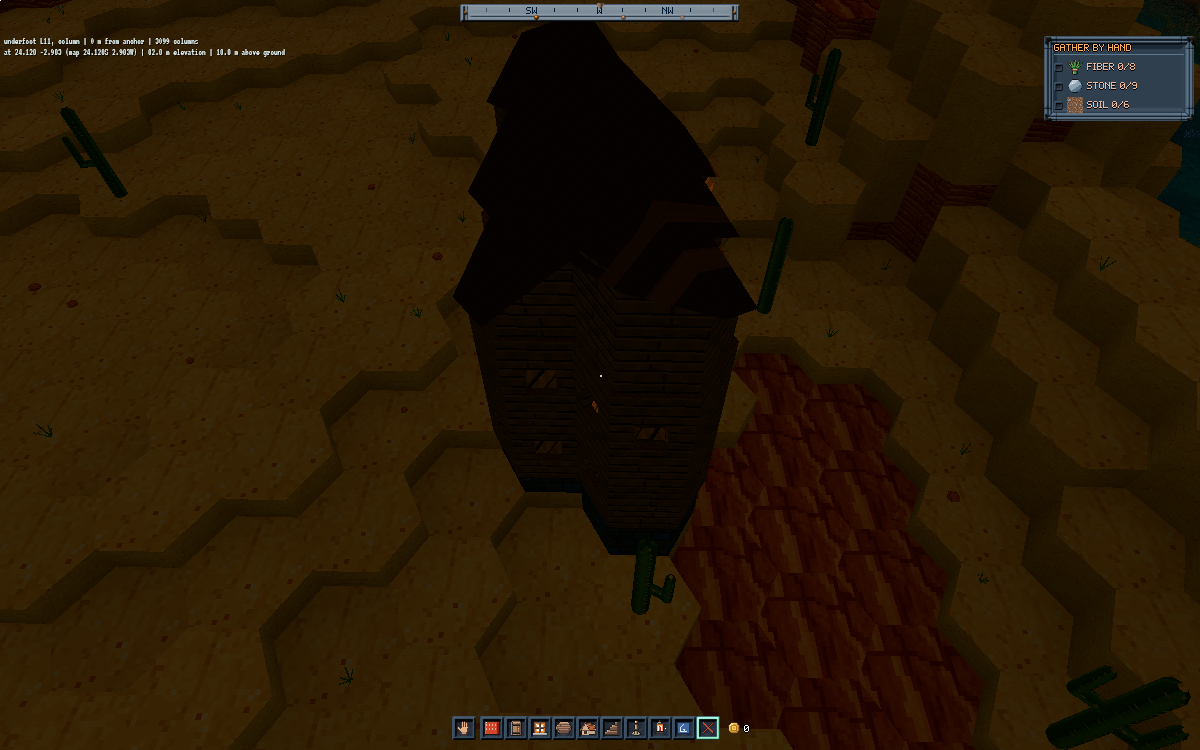 SW W NW
underfoot L11, column | 0 m from anchor | 3099 columns
at 24.120 -2.903 (map 24.120S 2.903W) | 82.0 m elevation | 10.0 m above ground
GATHER BY HAND
FIBER 0/8
STONE 0/9
SOIL 0/6
0